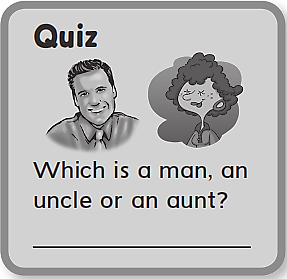 Quiz
Which is a man, an
uncle or an aunt?